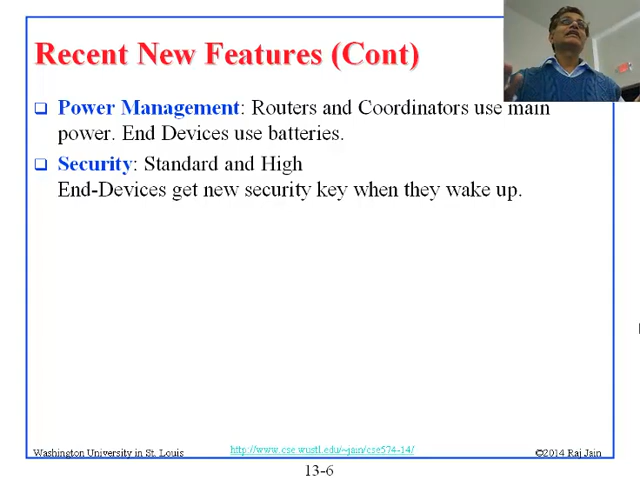 Recent New Features (Cont)
Power Management: Routers and Coordinators use main
power. End Devices use batteries.
Security: Standard and High
End-Devices get new security key when they wake up.
Washington University in St. Louis
http://www.cse.wustl.edu/~jain/cse574-14/
©2014 Raj Jain
13-6